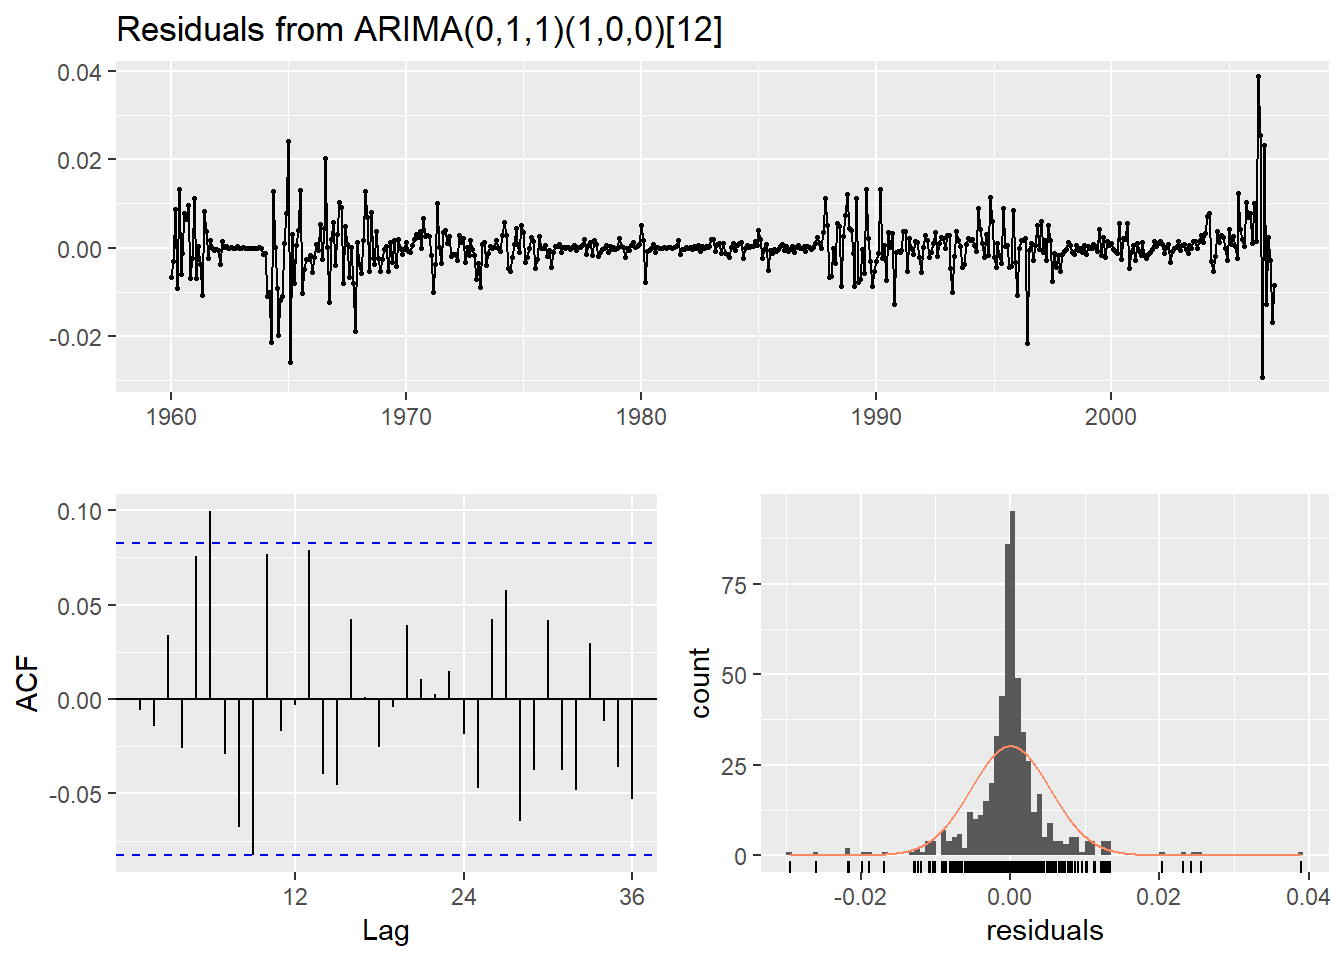 Residuals from ARIMA(0,1,1)(1,0,0)[12]
0.04
0.02
0.00
-0.02
1960 1970 1980 1990 2000
0.10
0.05
0.00
-0.05
ACF
12 24 36
Lag
75
50
25
0
count
-0.02 0.00 0.02 0.04
residuals